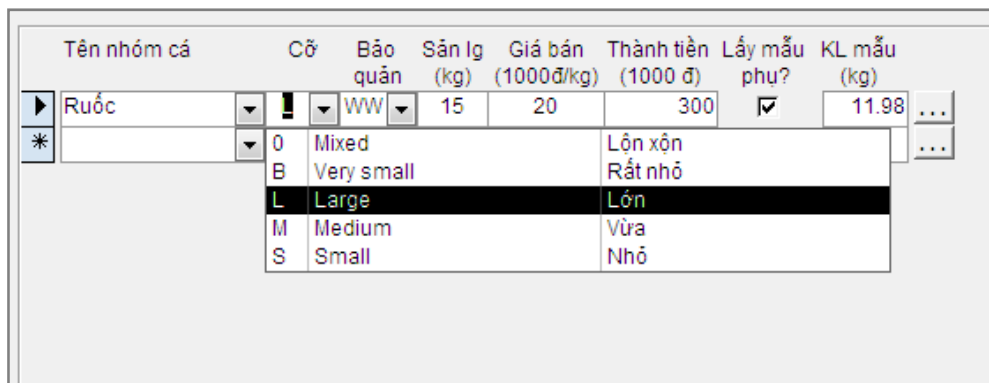 Tên nhóm cá Cỡ Bảo quản Sản lg (kg) Giá bán (1000đ/kg) Thành tiền (1000 đ) Lấy mẫu phụ? KL mẫu (kg)
Ruốc L WW 15 20 300 11.98 ...
...
0 Mixed Lộn xộn
B Very small Rất nhỏ
L Large Lớn
M Medium Vừa
S Small Nhỏ